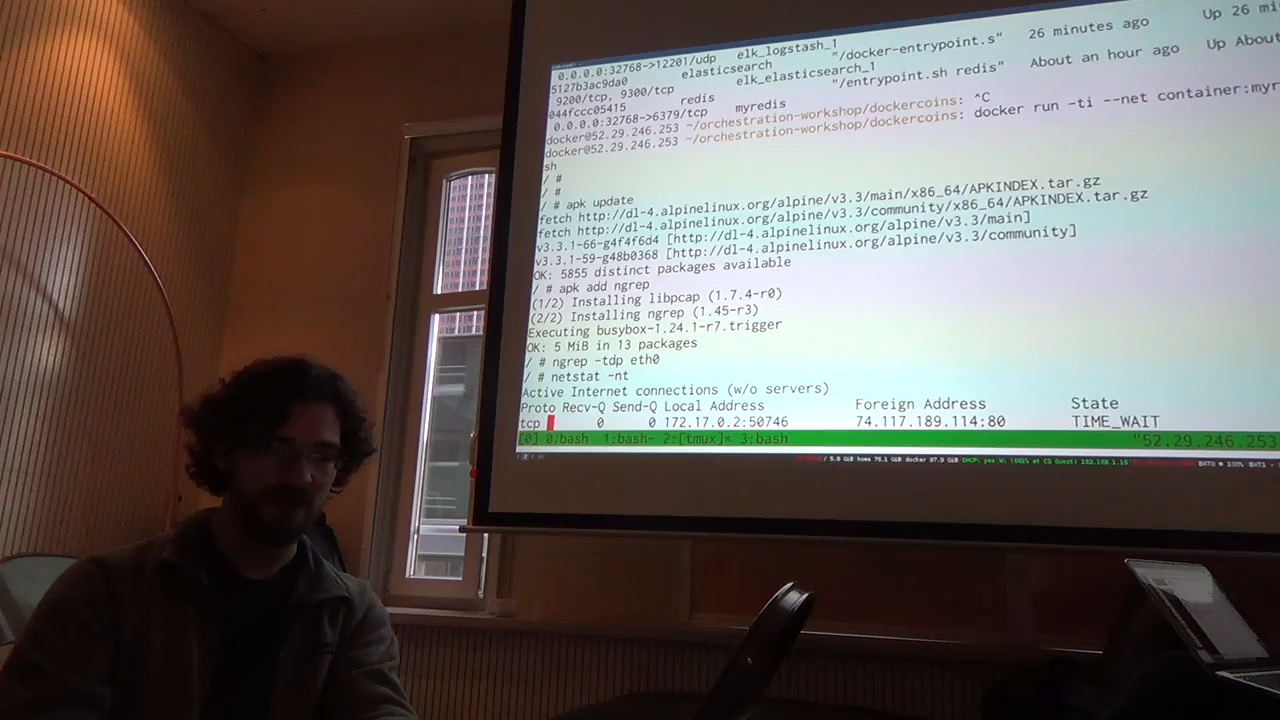 0.0.0.0:32768->12201/udp   elk_logstash_1
5127b3ac9da0        elasticsearch        "/docker-entrypoint.s"   26 minutes ago      Up 26 mi
9200/tcp, 9300/tcp        elk_elasticsearch_1
044fccc05415        redis        "/entrypoint.sh redis"   About an hour ago   Up Abou
0.0.0.0:32768->6379/tcp   myredis
docker@52.29.246.253 ~/orchestration-workshop/dockercoins: ^C
docker@52.29.246.253 ~/orchestration-workshop/dockercoins: docker run -ti --net container:myr
sh
/ #
/ #
/ # apk update
fetch http://dl-4.alpinelinux.org/alpine/v3.3/main/x86_64/APKINDEX.tar.gz
fetch http://dl-4.alpinelinux.org/alpine/v3.3/community/x86_64/APKINDEX.tar.gz
v3.3.1-66-g4f4f6d4 [http://dl-4.alpinelinux.org/alpine/v3.3/main]
v3.3.1-59-g48b0368 [http://dl-4.alpinelinux.org/alpine/v3.3/community]
OK: 5855 distinct packages available
/ # apk add ngrep
(1/2) Installing libpcap (1.7.4-r0)
(2/2) Installing ngrep (1.45-r3)
Executing busybox-1.24.1-r7.trigger
OK: 5 MiB in 13 packages
/ # ngrep -tdp eth0
/ # netstat -nt
Active Internet connections (w/o servers)
Proto Recv-Q Send-Q Local Address           Foreign Address         State
tcp        0      0 172.17.0.2:50746        74.117.189.114:80       TIME_WAIT
[0] 0:bash  1:bash- 2:[tmux]* 3:bash        "52.29.246.253